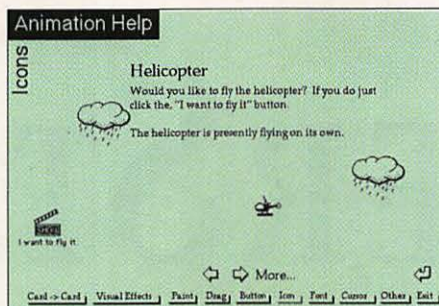 Animation Help
Icons
Helicopter
Would you like to fly the helicopter? If you do just
click the, "I want to fly it" button.
The helicopter is presently flying on its own.
I want to fly it
More...
Card -> Card
Visual Effects
Paint
Drag
Button
Icon
Font
Cursor
Other
Exit